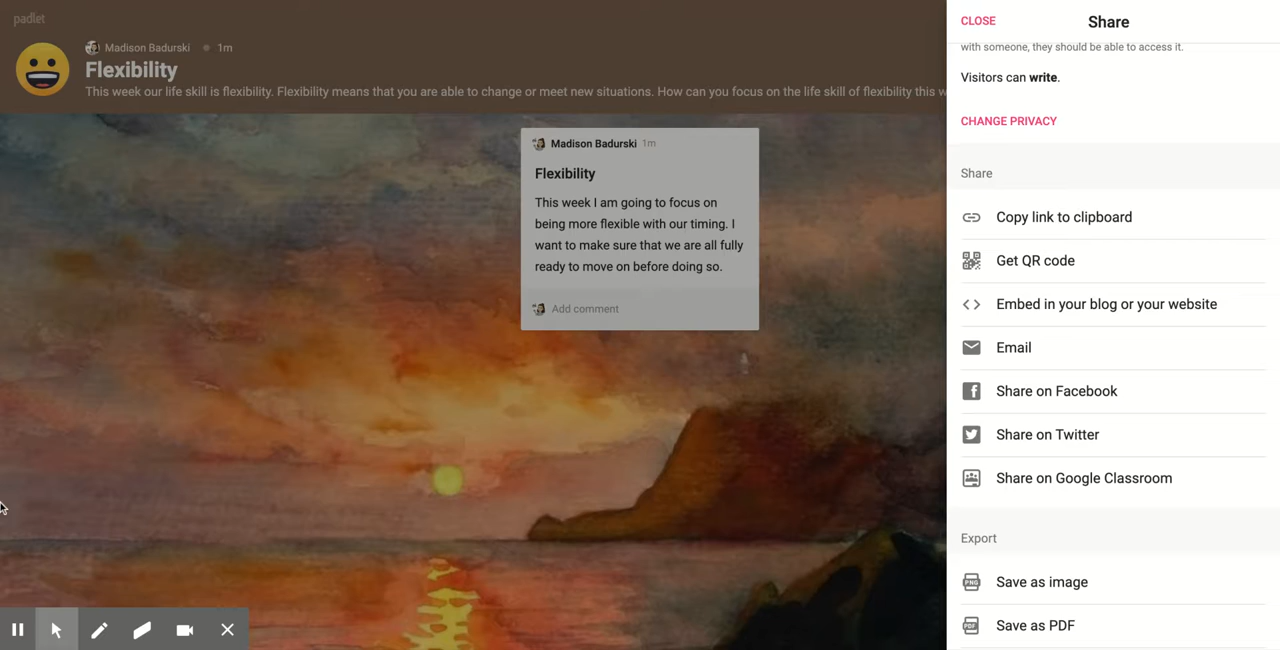 padlet
Madison Badurski 1m
Flexibility
This week our life skill is flexibility. Flexibility means that you are able to change or meet new situations. How can you focus on the life skill of flexibility this w
Madison Badurski 1m
Flexibility
This week I am going to focus on
being more flexible with our timing. I
want to make sure that we are all fully
ready to move on before doing so.
Add comment
CLOSE
Share
with someone, they should be able to access it.
Visitors can write.
CHANGE PRIVACY
Share
Copy link to clipboard
Get QR code
Embed in your blog or your website
Email
Share on Facebook
Share on Twitter
Share on Google Classroom
Export
PNG Save as image
PDF Save as PDF